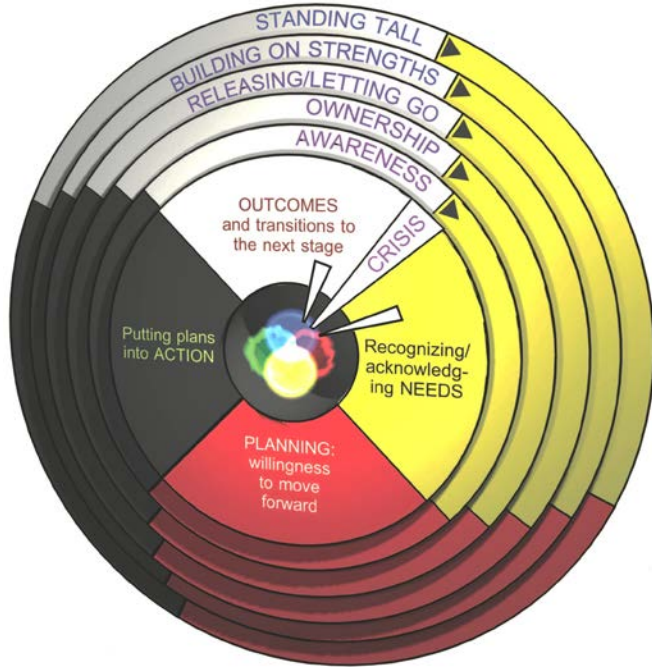 STANDING TALL
BUILDING ON STRENGTHS
RELEASING/LETTING GO
OWNERSHIP
AWARENESS
OUTCOMES
and transitions to
the next stage
CRISIS
Recognizing/
acknowledg-
ing NEEDS
PLANNING:
willingness
to move
forward
Putting plans
into ACTION